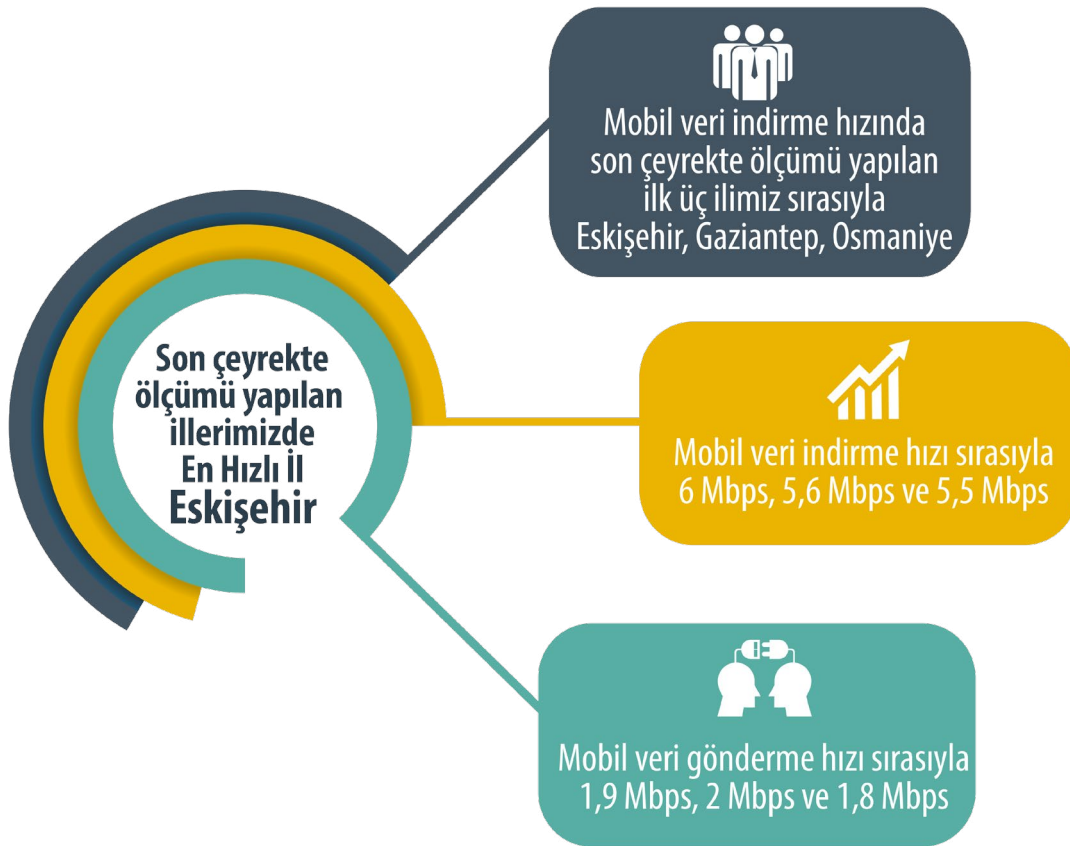 Mobil veri indirme hızında
son çeyrekte ölçümü yapılan
ilk üç ilimiz sırasıyla
Eskişehir, Gaziantep, Osmaniye
Son çeyrekte
ölçümü yapılan
illerimizde
En Hızlı İl
Eskişehir
Mobil veri indirme hızı sırasıyla
6 Mbps, 5,6 Mbps ve 5,5 Mbps
Mobil veri gönderme hızı sırasıyla
1,9 Mbps, 2 Mbps ve 1,8 Mbps